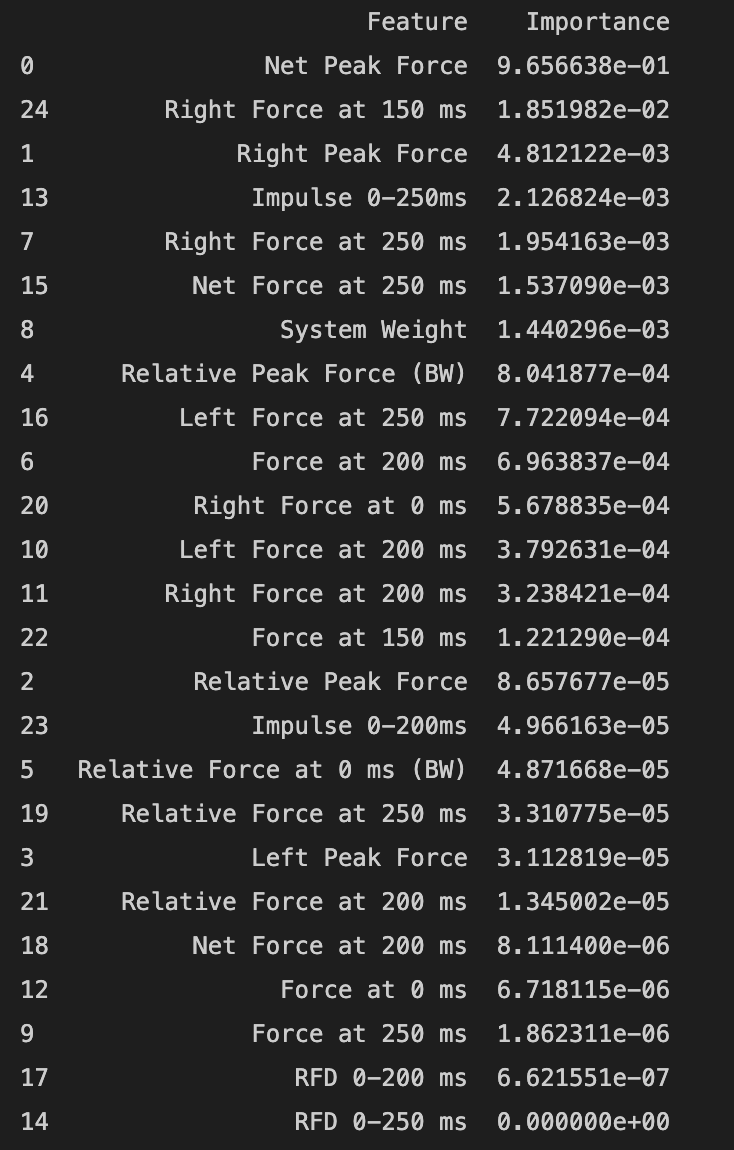 Feature Importance
0 Net Peak Force 9.656638e-01
24 Right Force at 150 ms 1.851982e-02
1 Right Peak Force 4.812122e-03
13 Impulse 0-250ms 2.126824e-03
7 Right Force at 250 ms 1.954163e-03
15 Net Force at 250 ms 1.537090e-03
8 System Weight 1.440296e-03
4 Relative Peak Force (BW) 8.041877e-04
16 Left Force at 250 ms 7.722094e-04
6 Force at 200 ms 6.963837e-04
20 Right Force at 0 ms 5.678835e-04
10 Left Force at 200 ms 3.792631e-04
11 Right Force at 200 ms 3.238421e-04
22 Force at 150 ms 1.221290e-04
2 Relative Peak Force 8.657677e-05
23 Impulse 0-200ms 4.966163e-05
5 Relative Force at 0 ms (BW) 4.871668e-05
19 Relative Force at 250 ms 3.310775e-05
3 Left Peak Force 3.112819e-05
21 Relative Force at 200 ms 1.345002e-05
18 Net Force at 200 ms 8.111400e-06
12 Force at 0 ms 6.718115e-06
9 Force at 250 ms 1.862311e-06
17 RFD 0-200 ms 6.621551e-07
14 RFD 0-250 ms 0.000000e+00